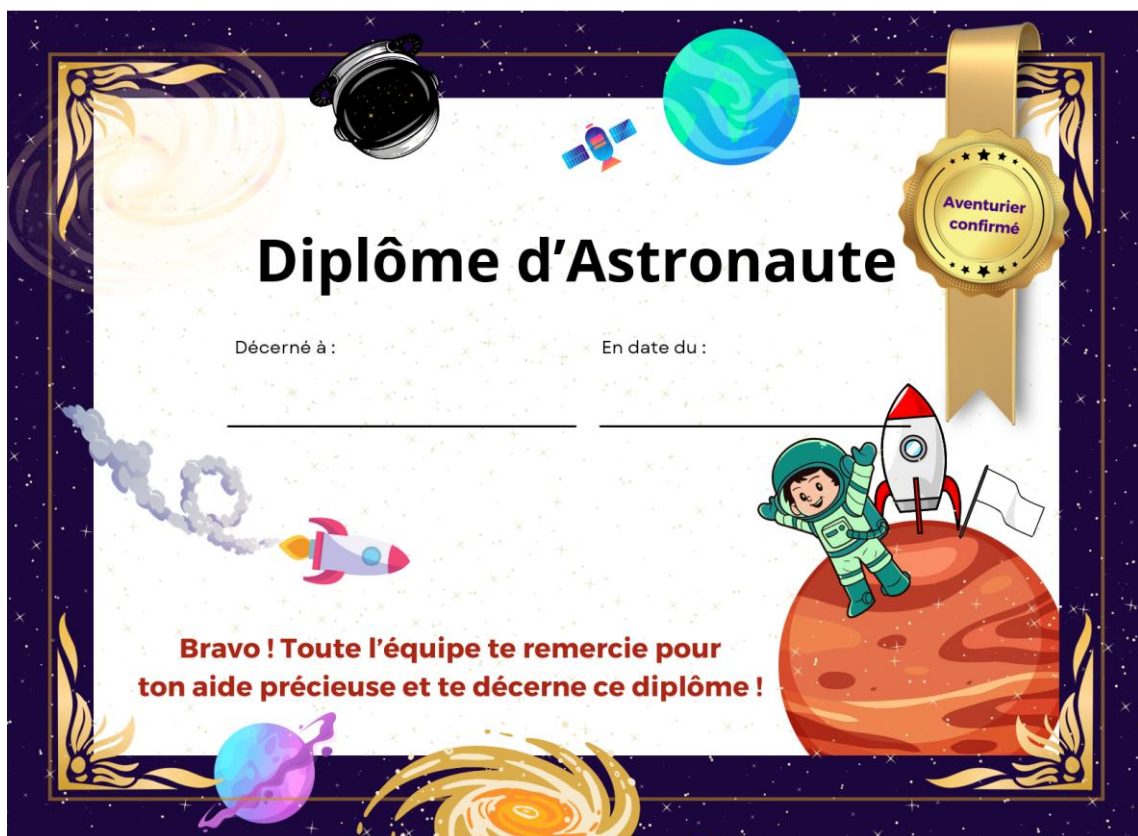 Aventurier
confirmé
Diplôme d’Astronaute
Décerné à :
En date du :
Bravo ! Toute l’équipe te remercie pour
ton aide précieuse et te décerne ce diplôme !